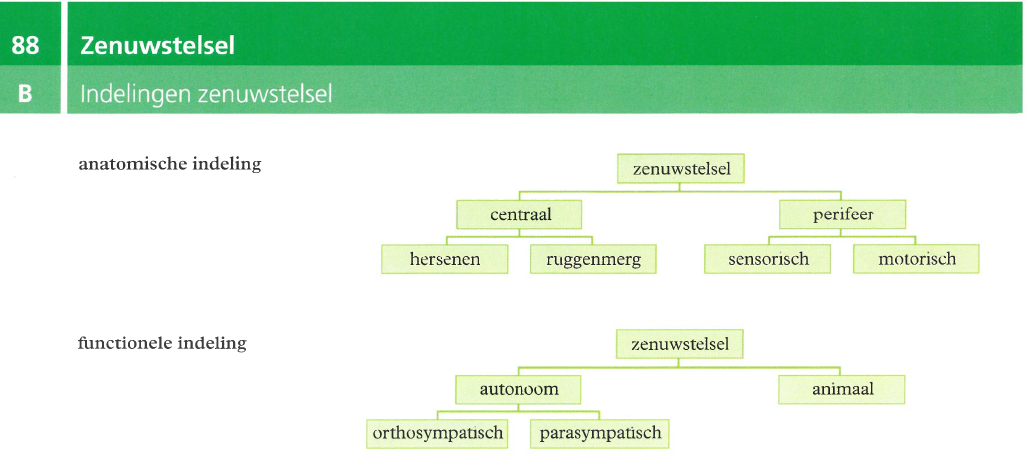 88 Zenuwstelsel
B Indelingen zenuwstelsel
anatomische indeling
zenuwstelsel
centraal perifeer
hersenen ruggenmerg sensorisch motorisch
functionele indeling
zenuwstelsel
autonoom animaal
orthosympatisch parasympatisch